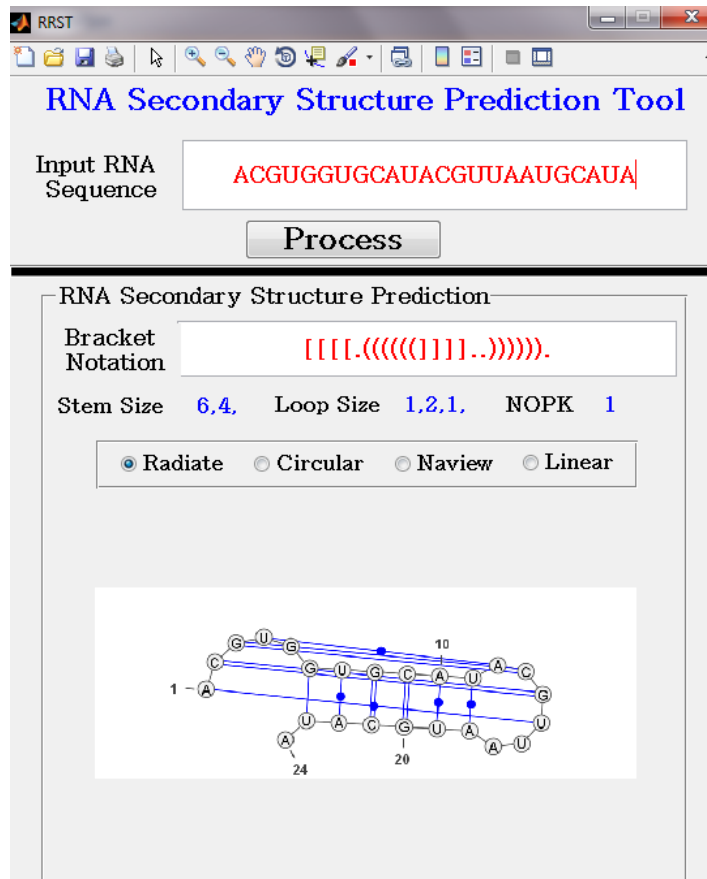 RRST
RNA Secondary Structure Prediction Tool
Input RNA
Sequence
ACGUGGUGCAUACGUUAAUGCAUA
Process
RNA Secondary Structure Prediction
Bracket
Notation
[[[[.((((((]]]]..)))))).
Stem Size 6,4, Loop Size 1,2,1, NOPK 1
Radiate Circular Naview Linear
10
G U G
C G U G C A U A C G
1 A
U A C G U A A U U
A
24
20